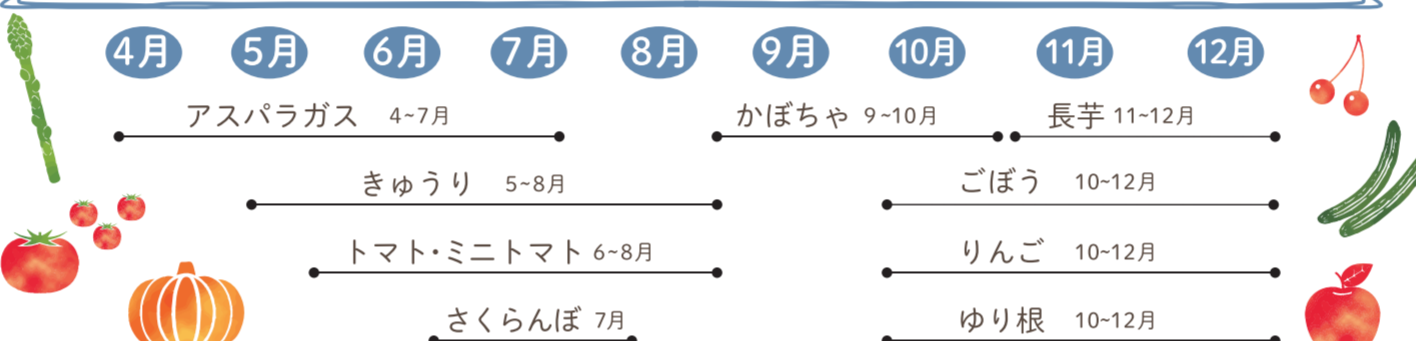 4月 5月 6月 7月 8月 9月 10月 11月 12月
アスパラガス 4~7月 かぼちゃ 9~10月 長芋 11~12月
きゅうり 5~8月 ごぼう 10~12月
トマト・ミニトマト 6~8月 りんご 10~12月
さくらんぼ 7月 ゆり根 10~12月